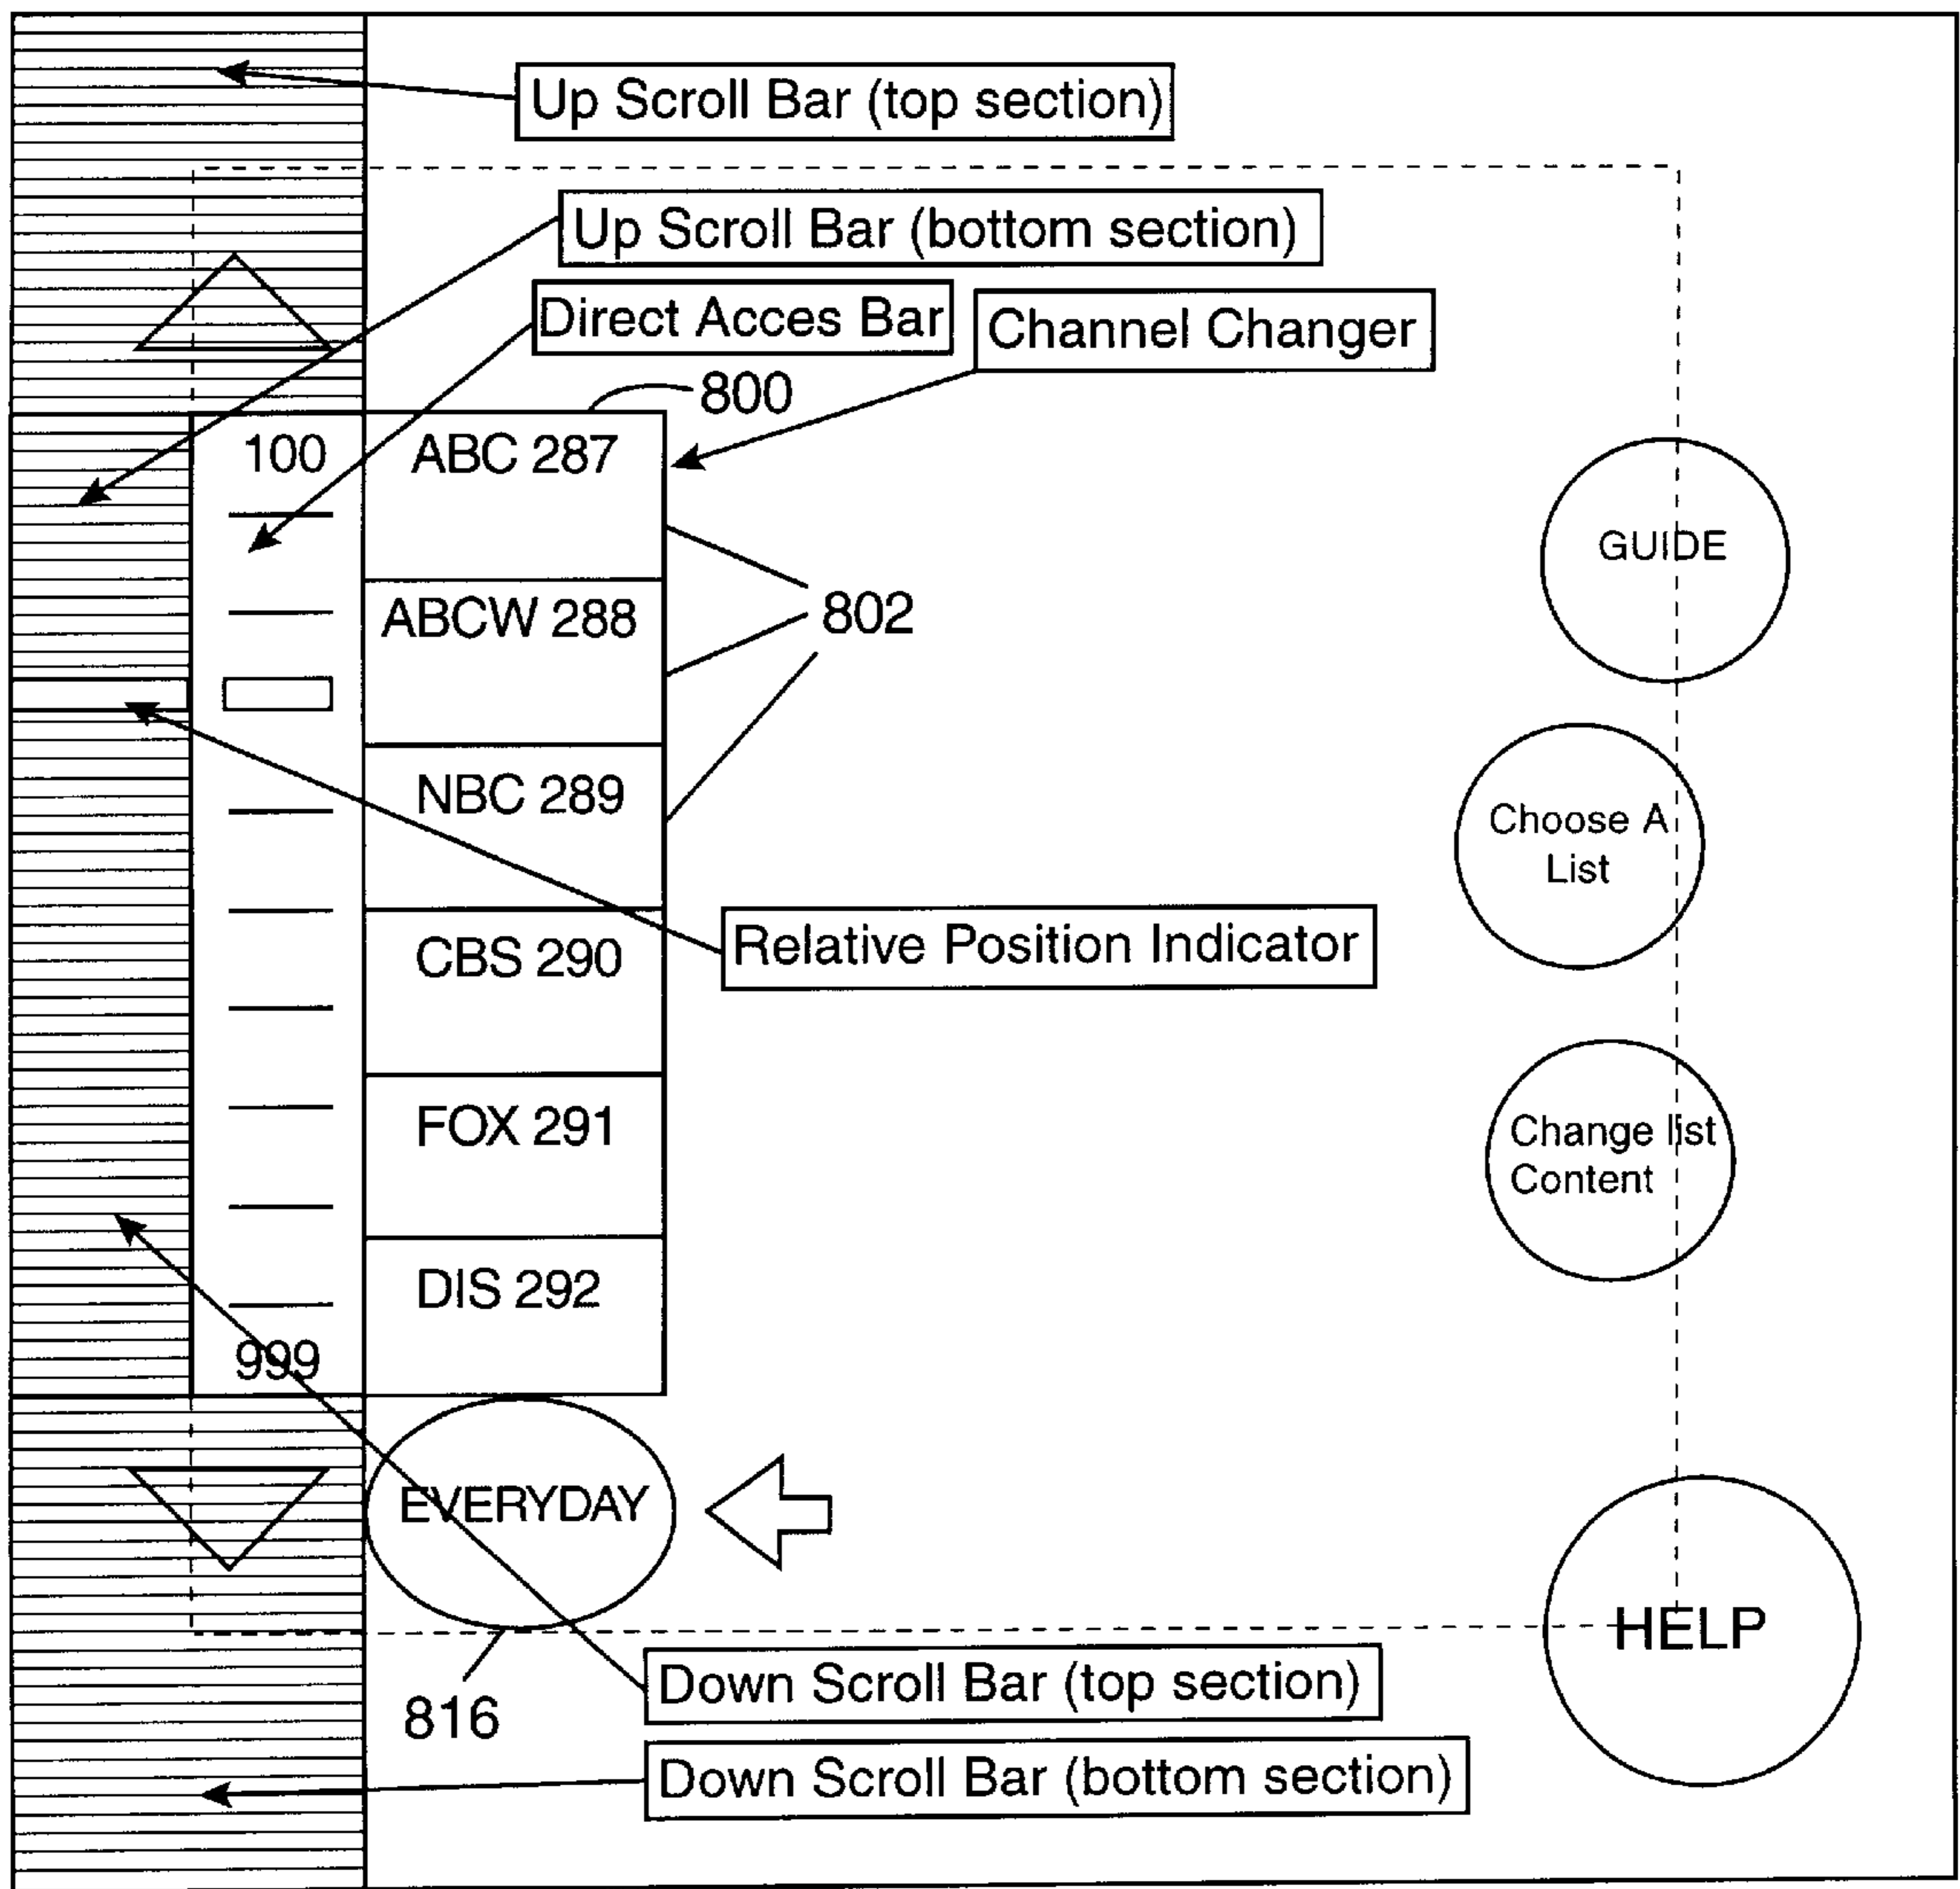 Up Scroll Bar (top section)
Up Scroll Bar (bottom section)
Direct Acces Bar
Channel Changer
800
100
ABC 287
GUIDE
ABCW 288
802
NBC 289
Choose A
List
CBS 290
Relative Position Indicator
FOX 291
Change list
Content
DIS 292
999
EVERYDAY
HELP
816
Down Scroll Bar (top section)
Down Scroll Bar (bottom section)